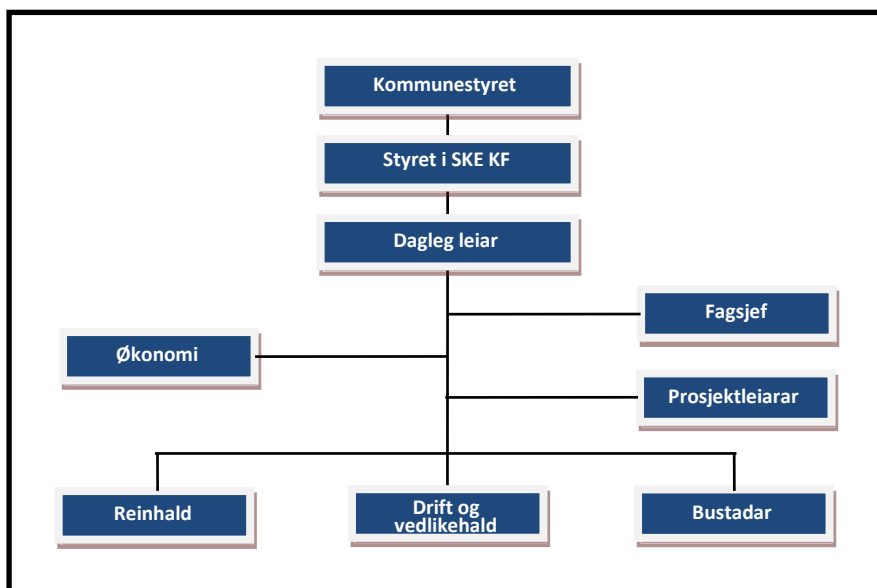 Kommunestyret
Styret i SKE KF
Dagleg leiar
Fagsjef
Økonomi
Prosjektleiarar
Reinhald
Drift og
vedlikehald
Bustadar